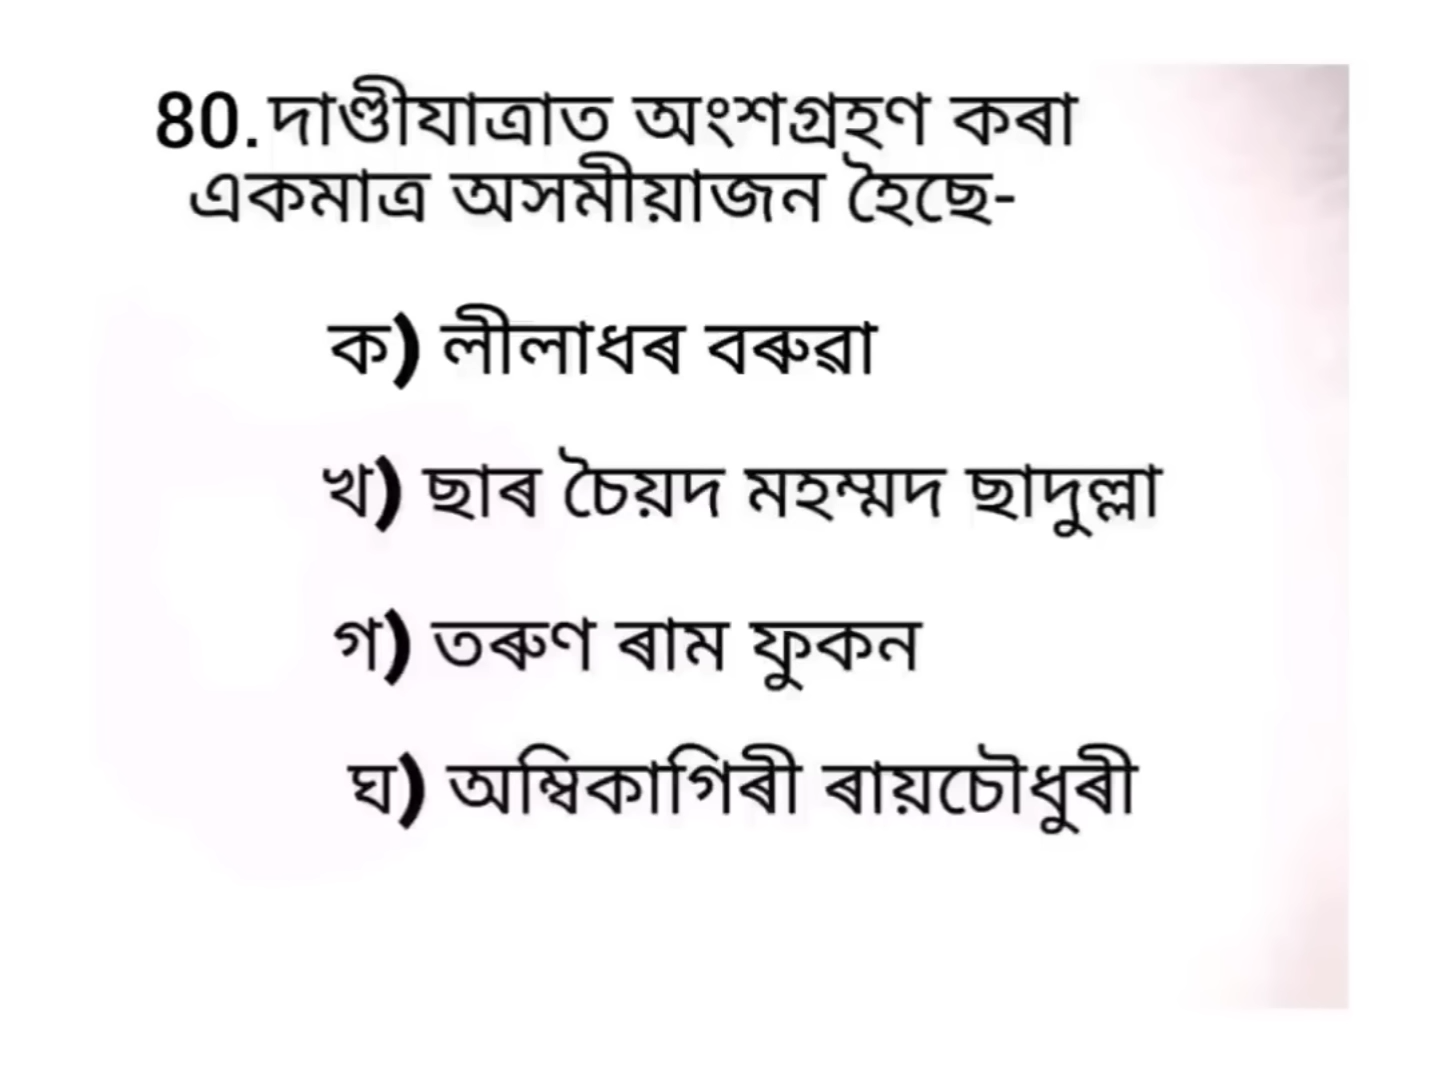 80.দাণ্ডীযাত্ৰাত অংশগ্ৰহণ কৰা
একমাত্ৰ অসমীয়াজন হৈছে-
ক) লীলাধৰ বৰুৱা
খ) ছাৰ চৈয়দ মহম্মদ ছাদুল্লা
গ) তৰুণ ৰাম ফুকন
ঘ) অম্বিকাগিৰী ৰায়চৌধুৰী